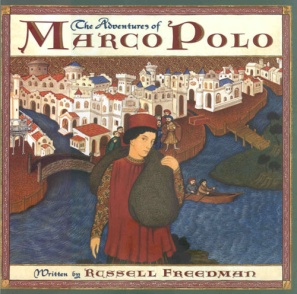 The Adventures of
MARCO POLO
Written by RUSSELL FREEDMAN